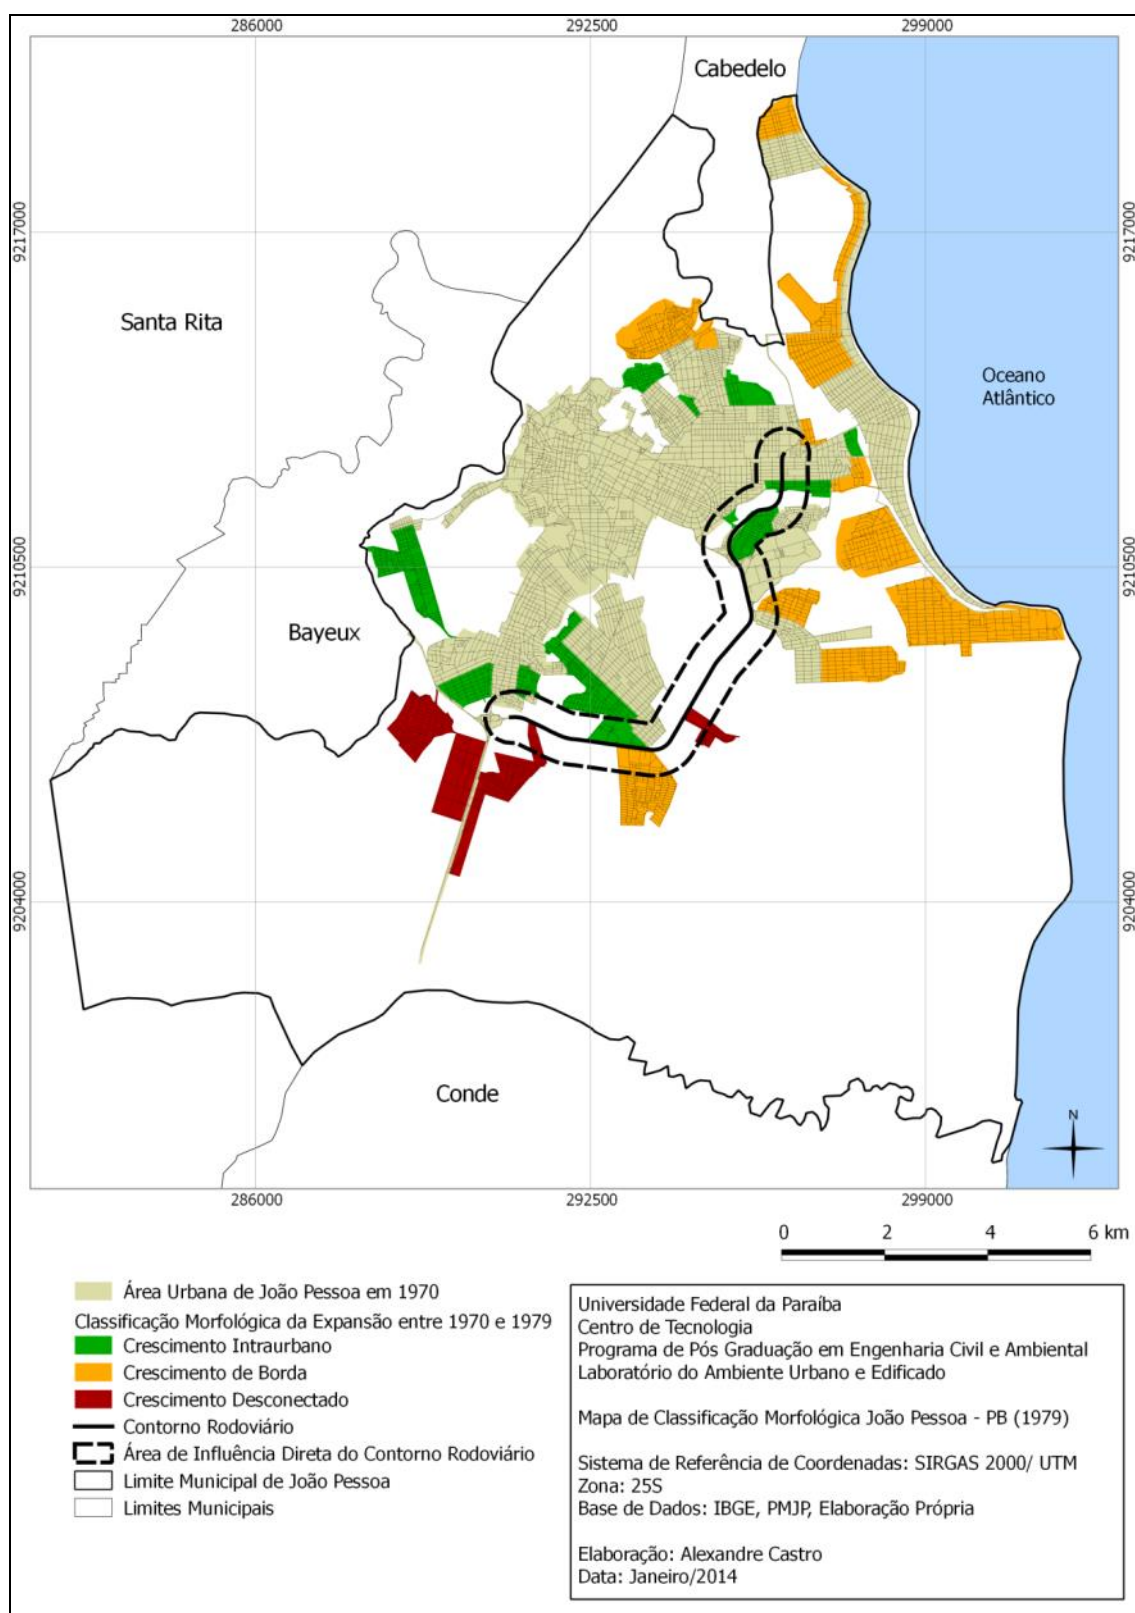 286000
292500
299000
Cabedelo
9217000
9217000
Santa Rita
Oceano
Atlântico
9210500
9210500
Bayeux
9204000
9204000
Conde
N
286000
292500
299000
0 2 4 6 km
Área Urbana de João Pessoa em 1970
Classificação Morfológica da Expansão entre 1970 e 1979
Crescimento Intraurbano
Crescimento de Borda
Crescimento Desconectado
Contorno Rodoviário
Área de Influência Direta do Contorno Rodoviário
Limite Municipal de João Pessoa
Limites Municipais
Universidade Federal da Paraíba
Centro de Tecnologia
Programa de Pós Graduação em Engenharia Civil e Ambiental
Laboratório do Ambiente Urbano e Edificado
Mapa de Classificação Morfológica João Pessoa - PB (1979)
Sistema de Referência de Coordenadas: SIRGAS 2000/ UTM
Zona: 25S
Base de Dados: IBGE, PMJP, Elaboração Própria
Elaboração: Alexandre Castro
Data: Janeiro/2014